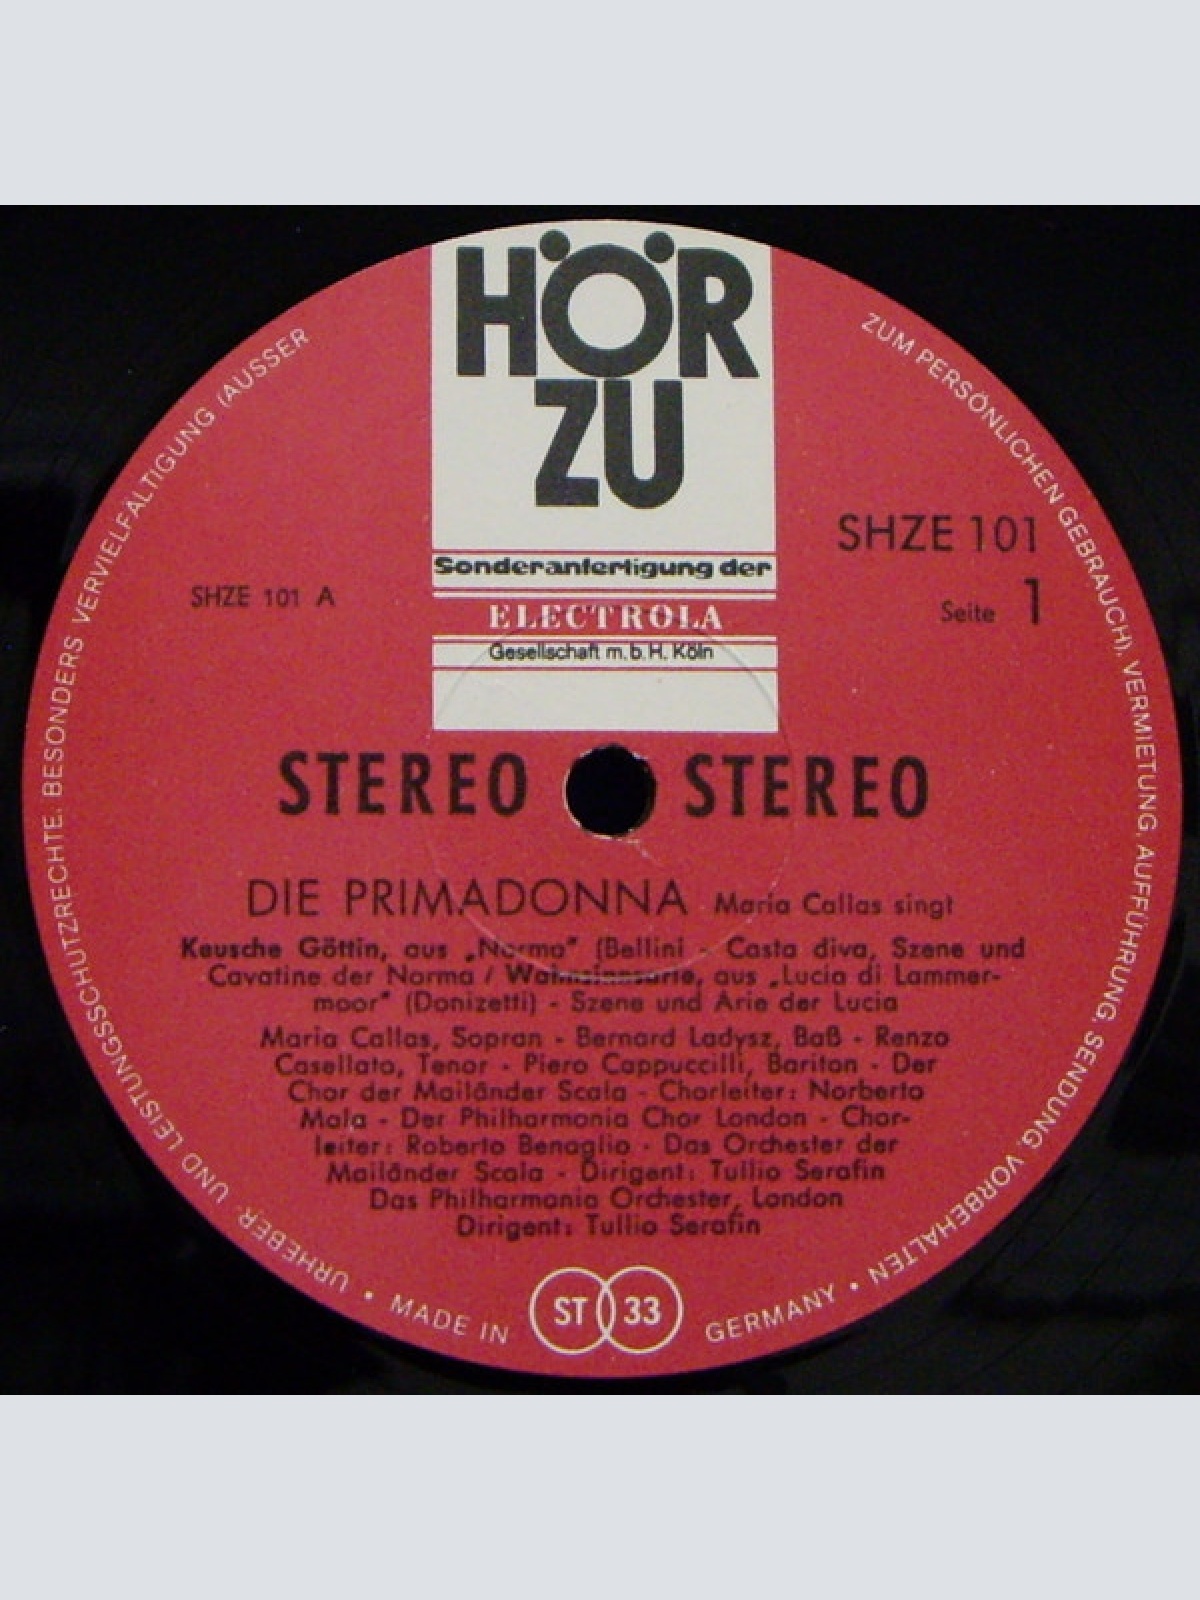 HÖR
ZU
Sonderanfertigung der
ELECTROLA
Gesellschaft m.b.H. Köln
SHZE 101
Seite 1
SHZE 101 A
STEREO STEREO
DIE PRIMADONNA Maria Callas singt
Keusche Göttin, aus „Norma" (Bellini - Casta diva, Szene und
Cavatine der Norma / Wahnsinnsarie, aus „Lucia di Lammer-
moor" (Donizetti) - Szene und Arie der Lucia
Maria Callas, Sopran - Bernard Ladysz, Baß - Renzo
Casellato, Tenor - Piero Cappuccilli, Bariton - Der
Chor der Mailänder Scala - Chorleiter: Norberto
Mola - Der Philharmonia Chor London - Chor-
leiter: Roberto Benaglio - Das Orchester der
Mailänder Scala - Dirigent: Tullio Serafin
Das Philharmonia Orchester, London
Dirigent: Tullio Serafin
ST 33
MADE IN GERMANY •
URHEBER- UND LEISTUNGSSCHUTZRECHTE, BESONDERS VERVIELFÄLTIGUNG (AUSSER
ZUM PERSÖNLICHEN GEBRAUCH), VERMIETUNG, AUFFÜHRUNG, SENDUNG, VORBEHALTEN •